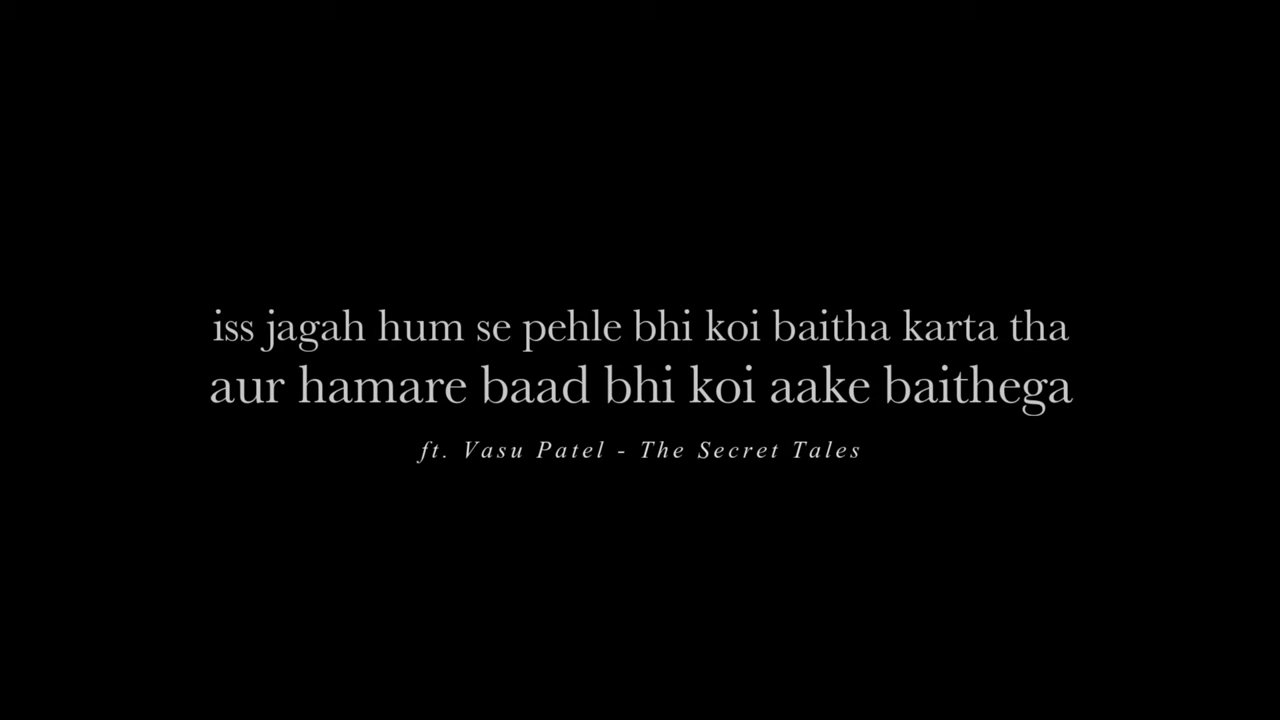 iss jagah hum se pehle bhi koi baitha karta tha
aur hamare baad bhi koi aake baithega
ft. Vasu Patel - The Secret Tales